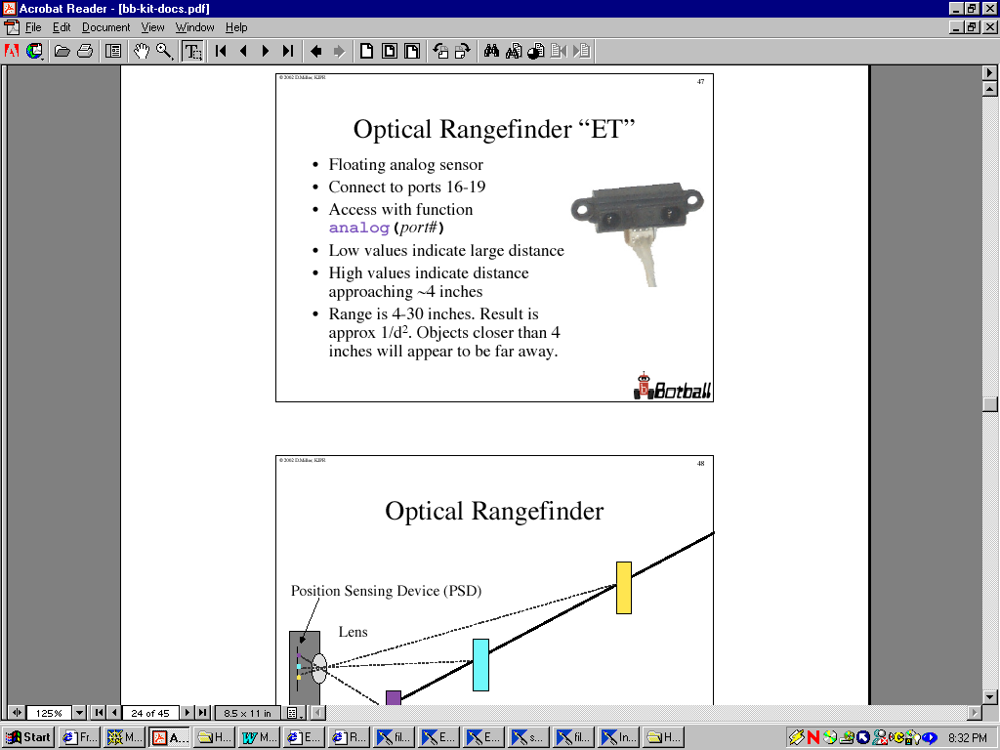 Acrobat Reader - [bb-kit-docs.pdf]
File Edit Document View Window Help
© 2002 D.Miller, KIPR
47
Optical Rangefinder “ET”
• Floating analog sensor
• Connect to ports 16-19
• Access with function
analog(port#)
• Low values indicate large distance
• High values indicate distance
approaching ~4 inches
• Range is 4-30 inches. Result is
approx 1/d². Objects closer than 4
inches will appear to be far away.
Botball
© 2002 D.Miller, KIPR
48
Optical Rangefinder
Position Sensing Device (PSD)
Lens
125% 24 of 45 8.5 x 11 in
Start Fr... M... A... H... M... E... R... fil... E... E... s... fil... In... H... 8:32 PM